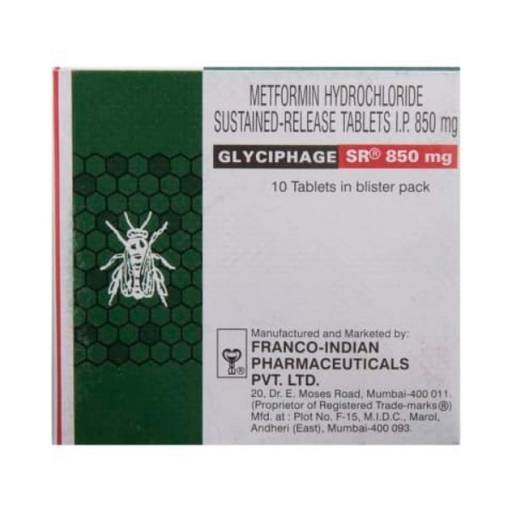 METFORMIN HYDROCHLORIDE
SUSTAINED-RELEASE TABLETS I.P. 850 mg
GLYCIPHAGE SR® 850 mg
10 Tablets in blister pack
Manufactured and Marketed by:
FRANCO-INDIAN
PHARMACEUTICALS
PVT. LTD.
20, Dr. E. Moses Road, Mumbai-400 011.
(Proprietor of Registered Trade-marks®)
Mfd. at : Plot No. F-15, M.I.D.C., Marol,
Andheri (East), Mumbai-400 093.